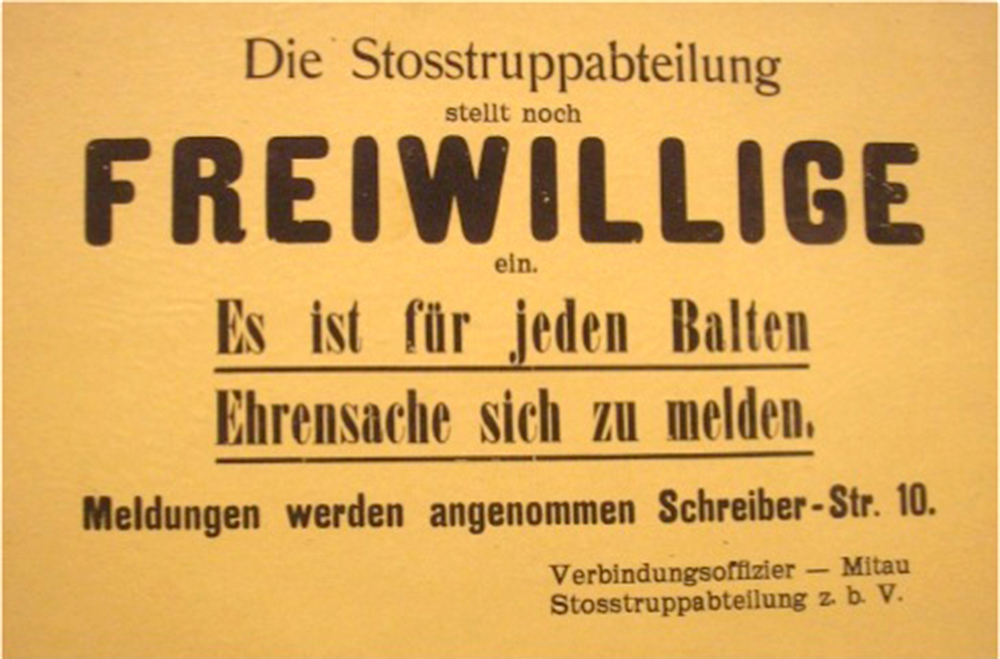 Die Stosstruppabteilung
stellt noch
FREIWILLIGE
ein.
Es ist für jeden Balten
Ehrensache sich zu melden.
Meldungen werden angenommen Schreiber-Str. 10.
Verbindungsoffizier — Mitau
Stosstruppabteilung z. b. V.